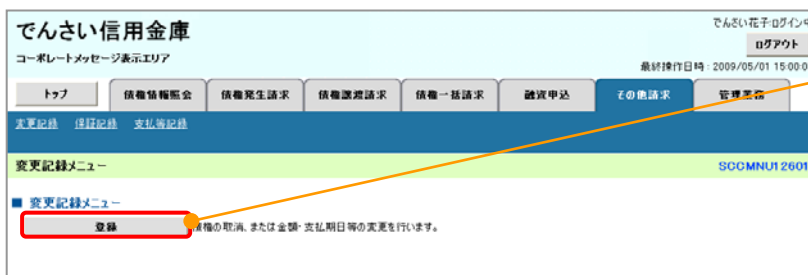 でんさい信用金庫
でんさい花子:ログイン中
コーポレートメッセージ表示エリア
ログアウト
最終操作日時:2009/05/01 15:00:0
トップ 債権情報照会 債権発生請求 債権譲渡請求 債権一括請求 融資申込 その他請求 管理業務
変更記録 保証記録 支払等記録
変更記録メニュー SCCMNU12601
■ 変更記録メニュー
登録 債権の取消、または金額・支払期日等の変更を行います。